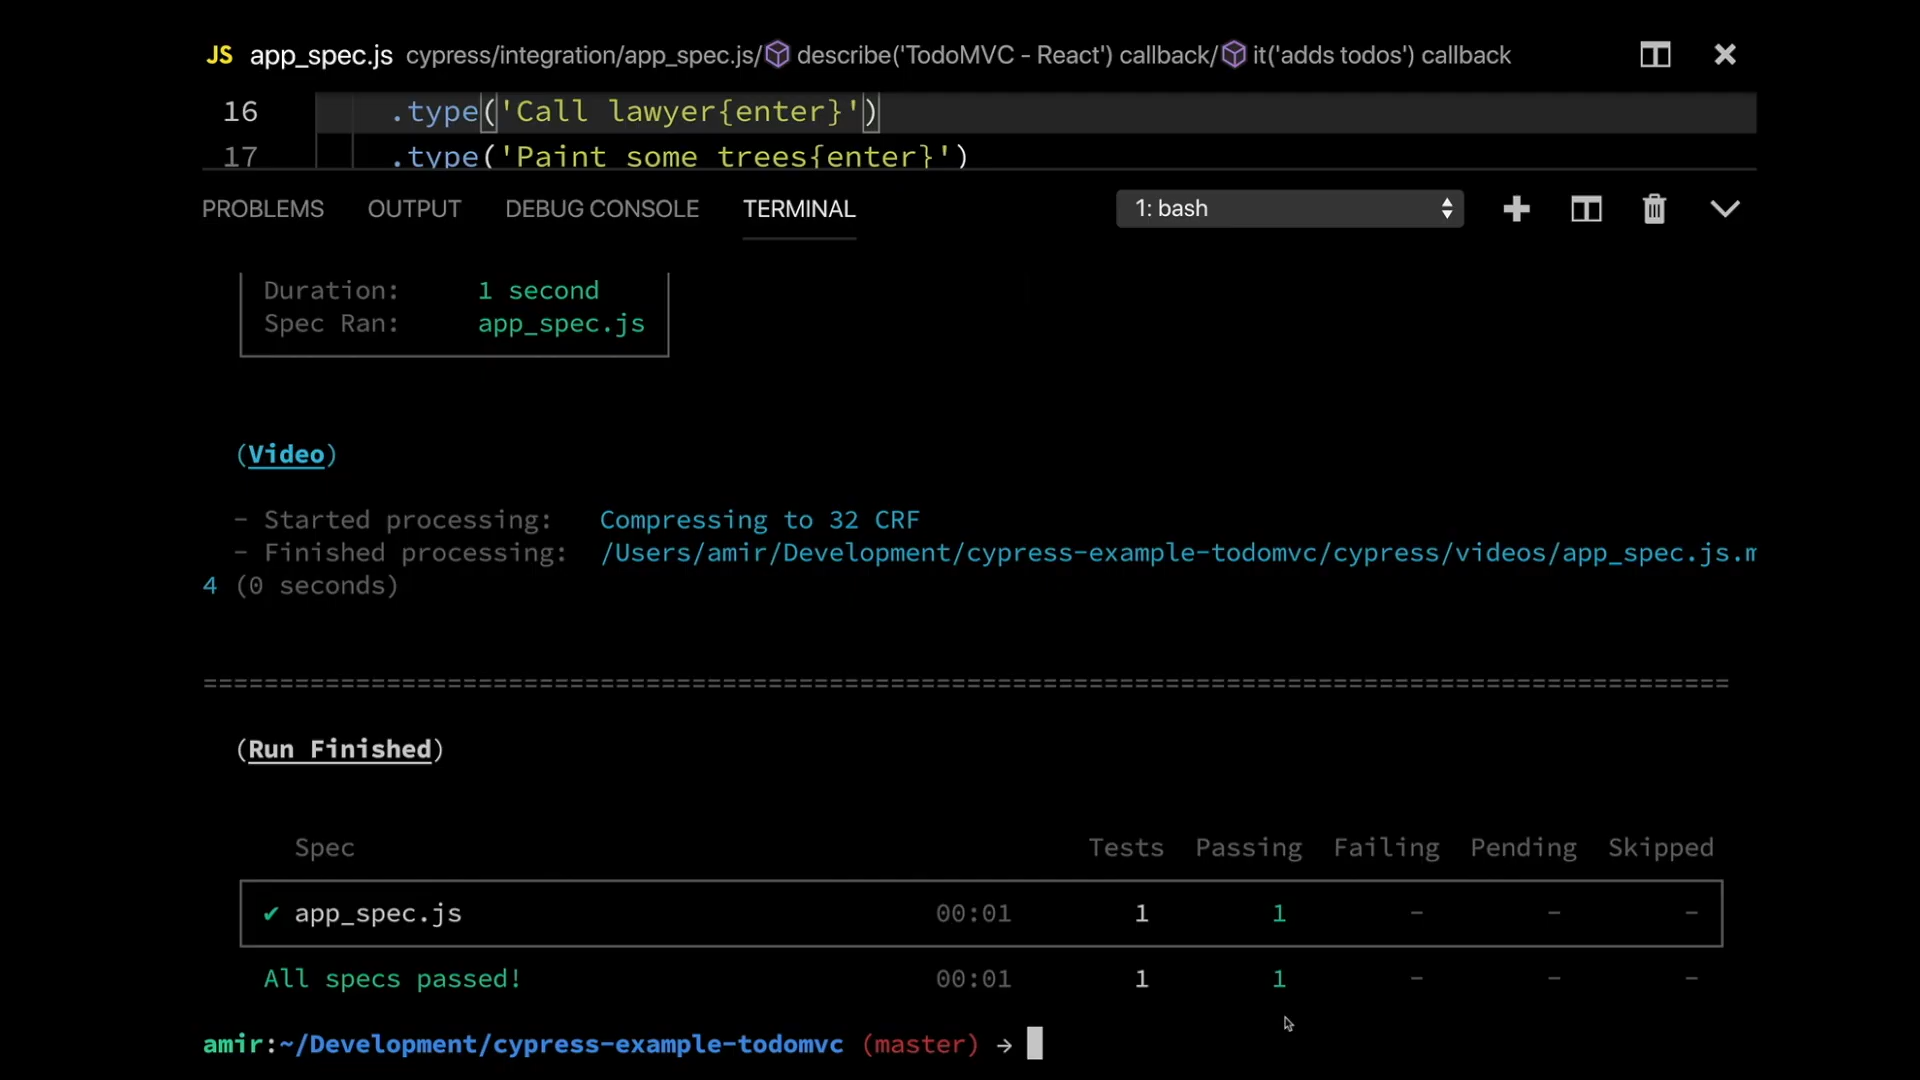 JS app_spec.js cypress/integration/app_spec.js/ describe('TodoMVC - React') callback/ it('adds todos') callback
16 .type('Call lawyer{enter}')
17 .type('Paint some trees{enter}')
PROBLEMS OUTPUT DEBUG CONSOLE TERMINAL 1: bash
Duration: 1 second
Spec Ran: app_spec.js
(Video)
- Started processing: Compressing to 32 CRF
- Finished processing: /Users/amir/Development/cypress-example-todomvc/cypress/videos/app_spec.js.m
4 (0 seconds)
====================================================================================================
(Run Finished)
Spec Tests Passing Failing Pending Skipped
✔ app_spec.js 00:01 1 1 - - -
All specs passed! 00:01 1 1 - - -
amir:~/Development/cypress-example-todomvc (master) →